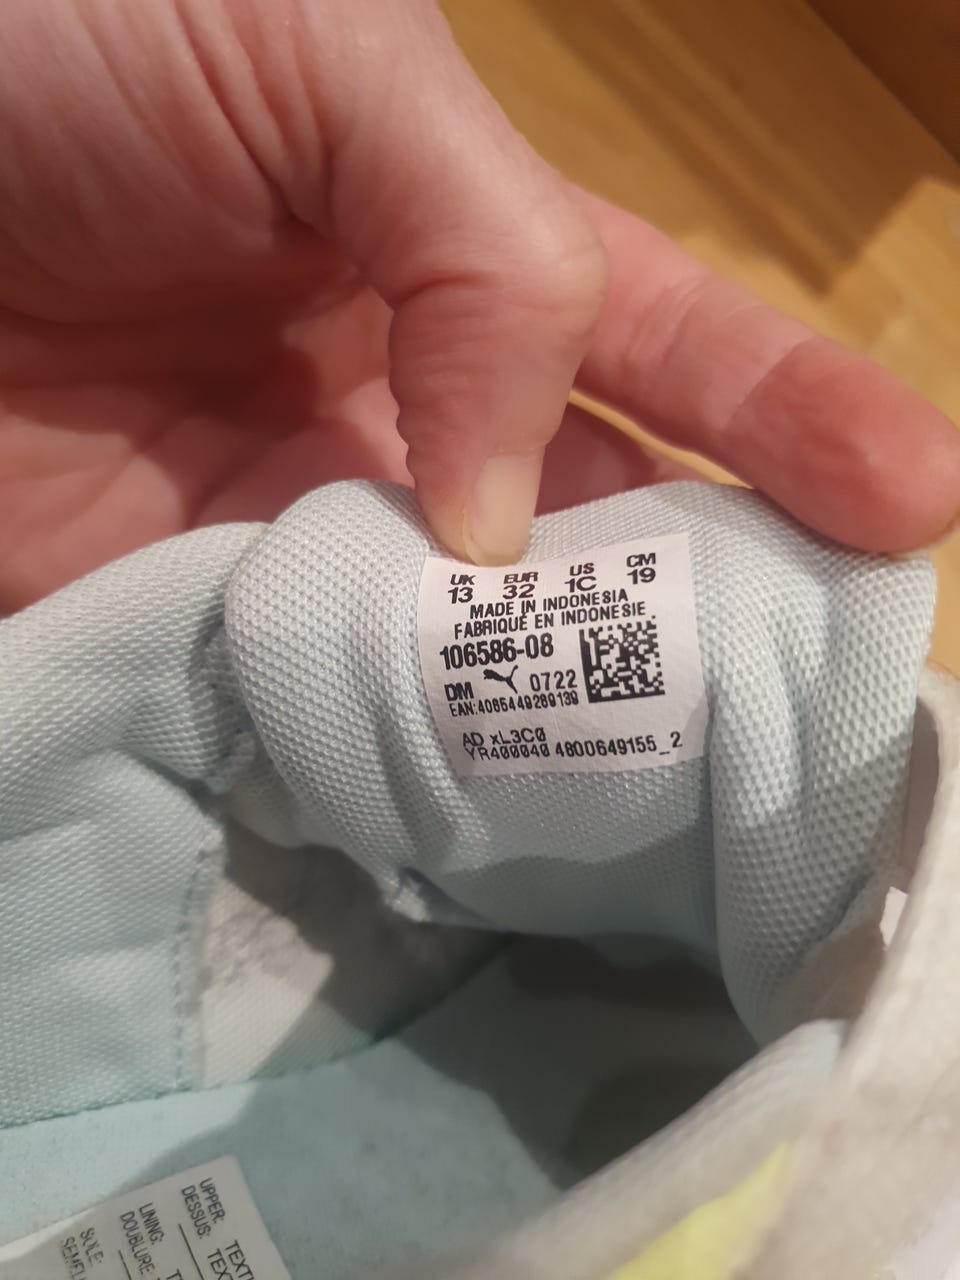 UK EUR US CM
13 32 1C 19
MADE IN INDONESIA
FABRIQUÉ EN INDONESIE
106586-08
DM 0722
EAN:4065449289139
AD xL3C0
YR400040 4800649155_2
UPPER:
DESSUS:
LINING:
DOUBLURE
SOLE: